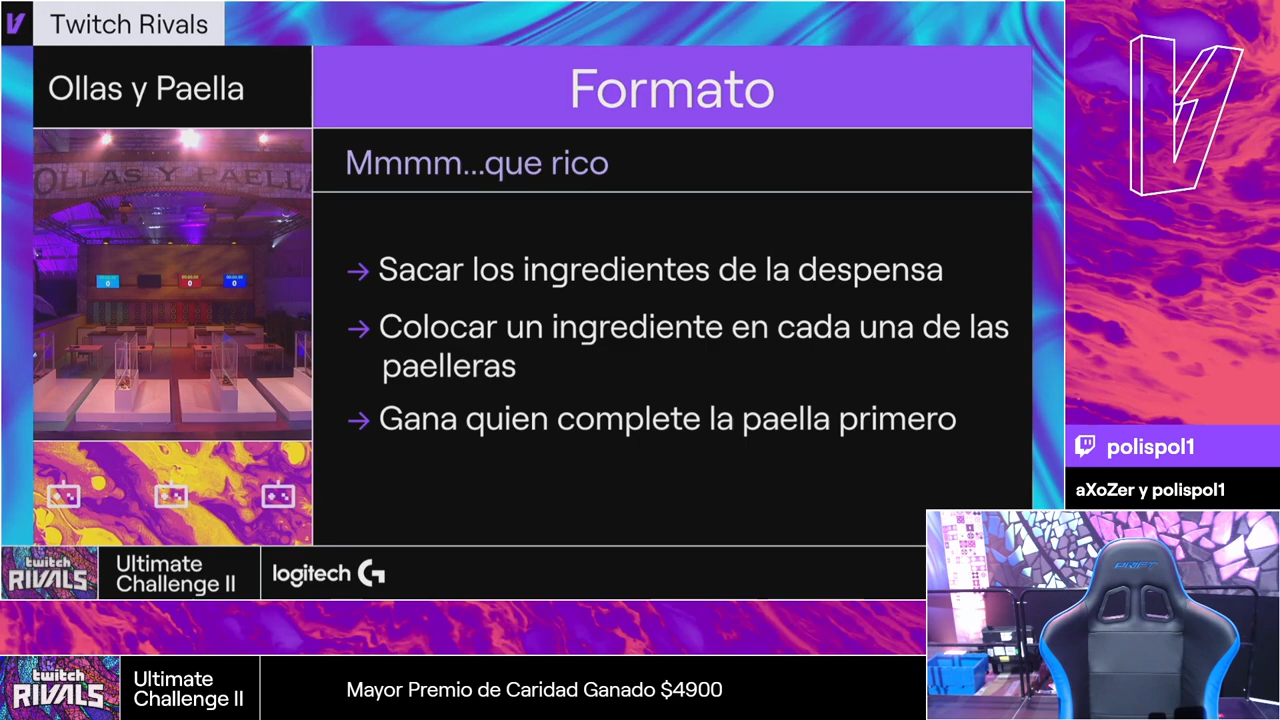 Twitch Rivals
Ollas y Paella
Formato
Mmmm...que rico
OLLAS Y PAELLA
→ Sacar los ingredientes de la despensa
→ Colocar un ingrediente en cada una de las
paelleras
→ Gana quien complete la paella primero
polispol1
aXoZer y polispol1
twitch
RIVALS
Ultimate
Challenge II
logitech G
DRIFT
twitch
RIVALS
Ultimate
Challenge II
Mayor Premio de Caridad Ganado $4900